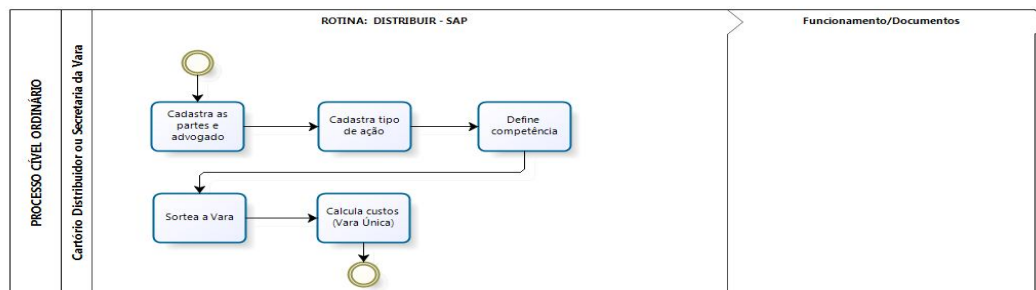 PROCESSO CÍVEL ORDINÁRIO
Cartório Distribuidor ou Secretaria da Vara
ROTINA: DISTRIBUIR - SAP
Funcionamento/Documentos
Cadastra as
partes e
advogado
Cadastra tipo
de ação
Define
competência
Sortea a Vara
Calcula custos
(Vara Única)